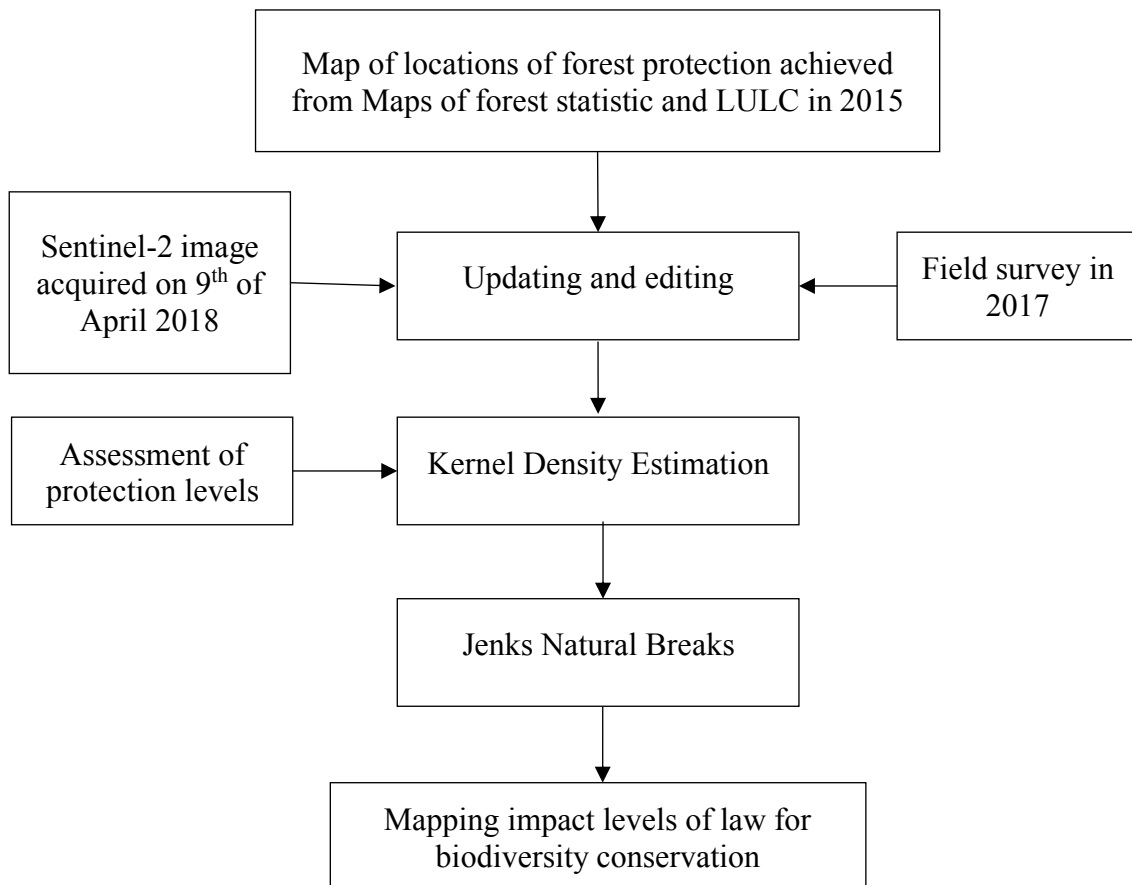 Map of locations of forest protection achieved
from Maps of forest statistic and LULC in 2015
Sentinel-2 image
acquired on 9th of
April 2018
Updating and editing
Field survey in
2017
Assessment of
protection levels
Kernel Density Estimation
Jenks Natural Breaks
Mapping impact levels of law for
biodiversity conservation